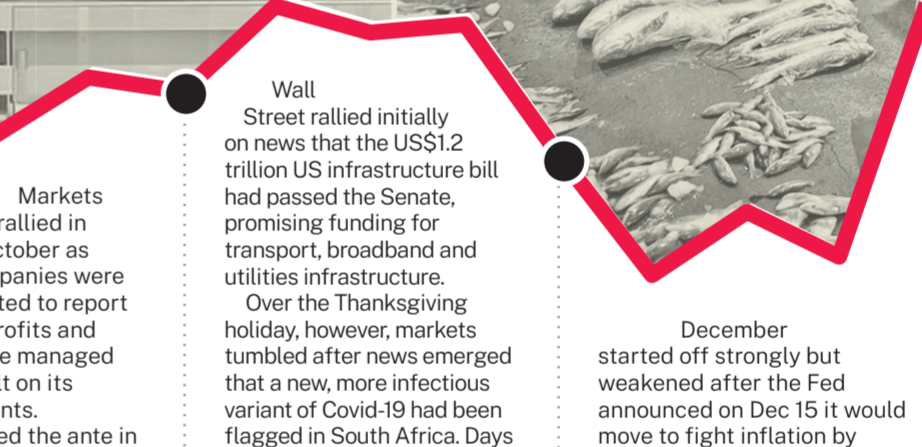 Markets
rallied in
ctober as
panies were
ted to report
rofits and
e managed
lt on its
nts.
ed the ante in
Wall
Street rallied initially
on news that the US$1.2
trillion US infrastructure bill
had passed the Senate,
promising funding for
transport, broadband and
utilities infrastructure.
Over the Thanksgiving
holiday, however, markets
tumbled after news emerged
that a new, more infectious
variant of Covid-19 had been
flagged in South Africa. Days
December
started off strongly but
weakened after the Fed
announced on Dec 15 it would
move to fight inflation by